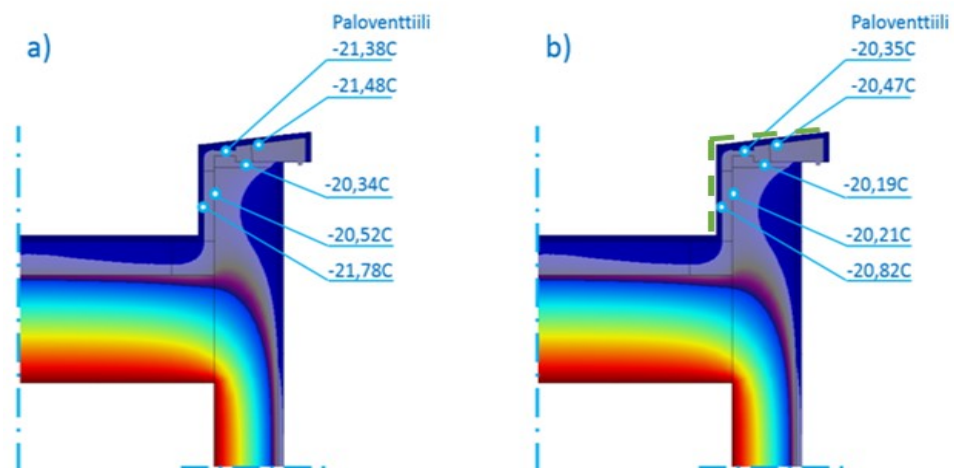 a)
Paloventtiili
-21,38C
-21,48C
-20,34C
-20,52C
-21,78C
b)
Paloventtiili
-20,35C
-20,47C
-20,19C
-20,21C
-20,82C